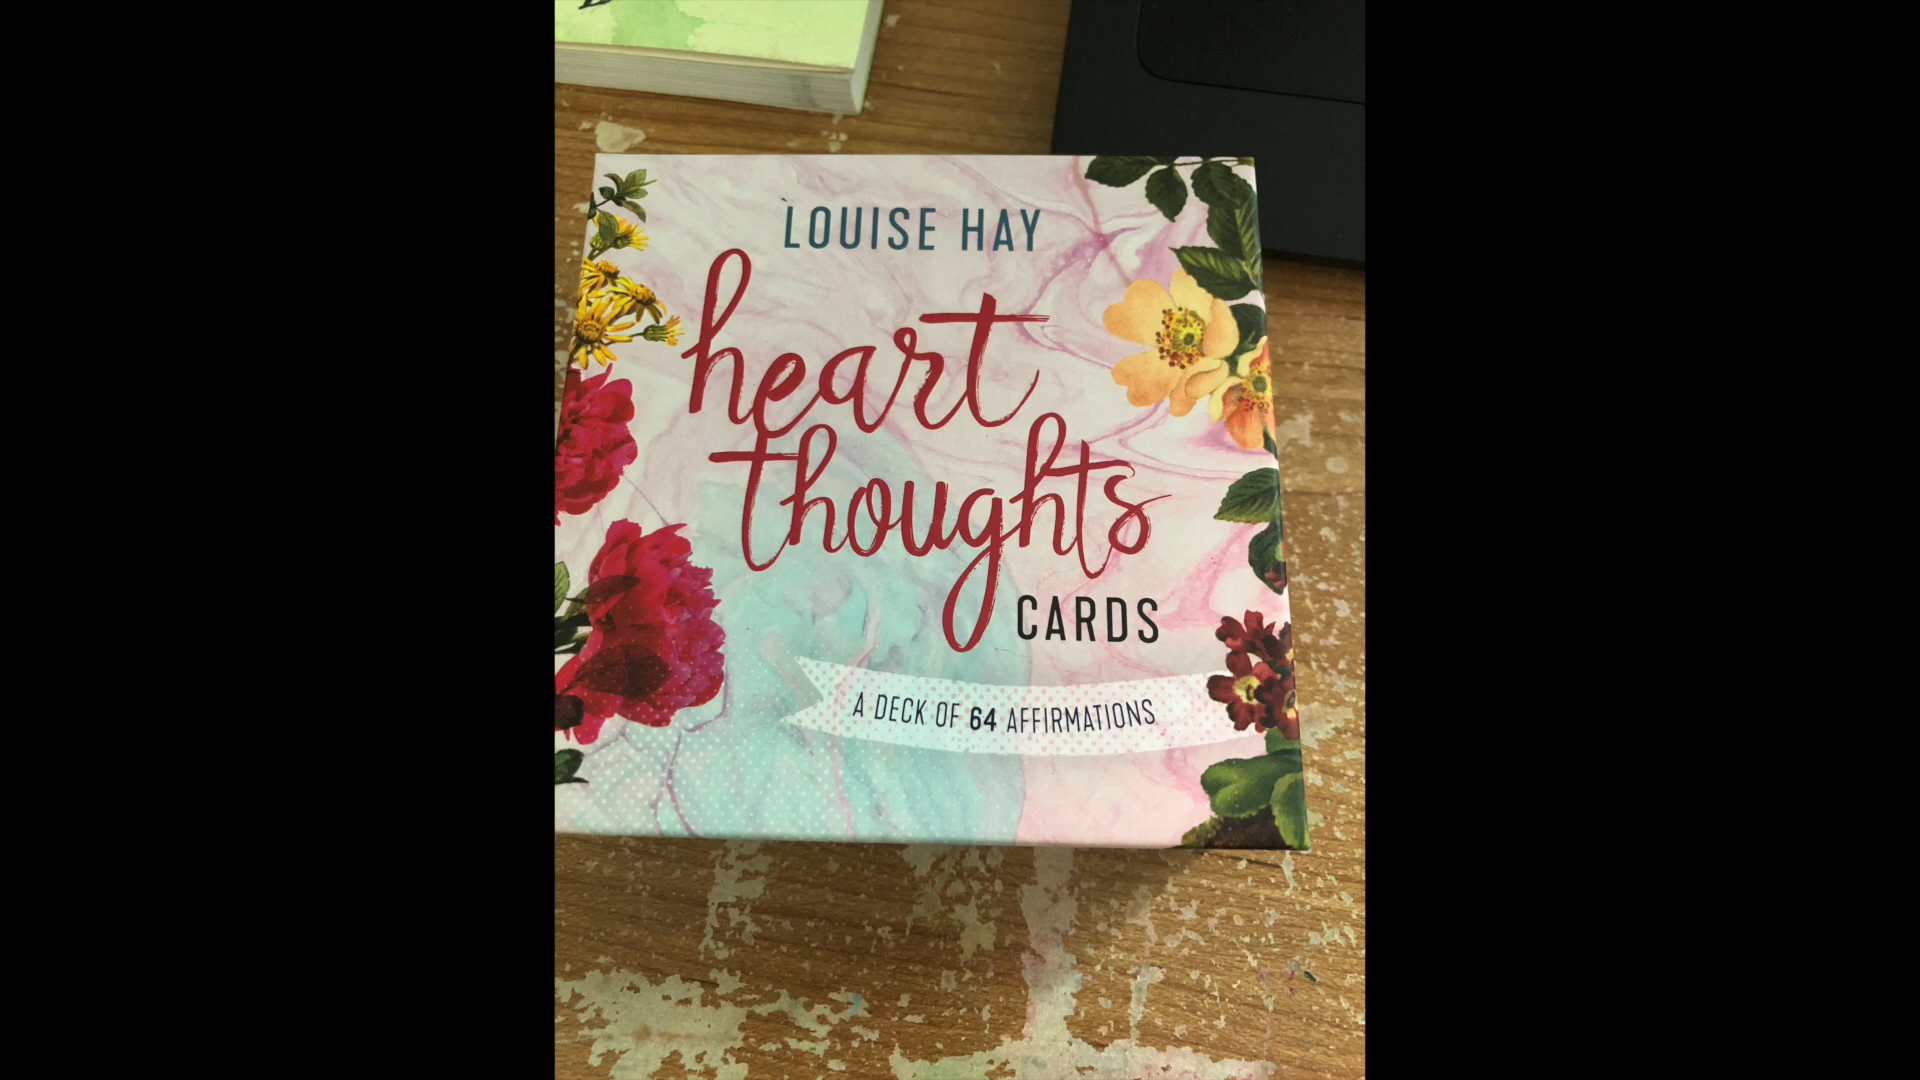 LOUISE HAY
heart
thoughts
CARDS
A DECK OF 64 AFFIRMATIONS